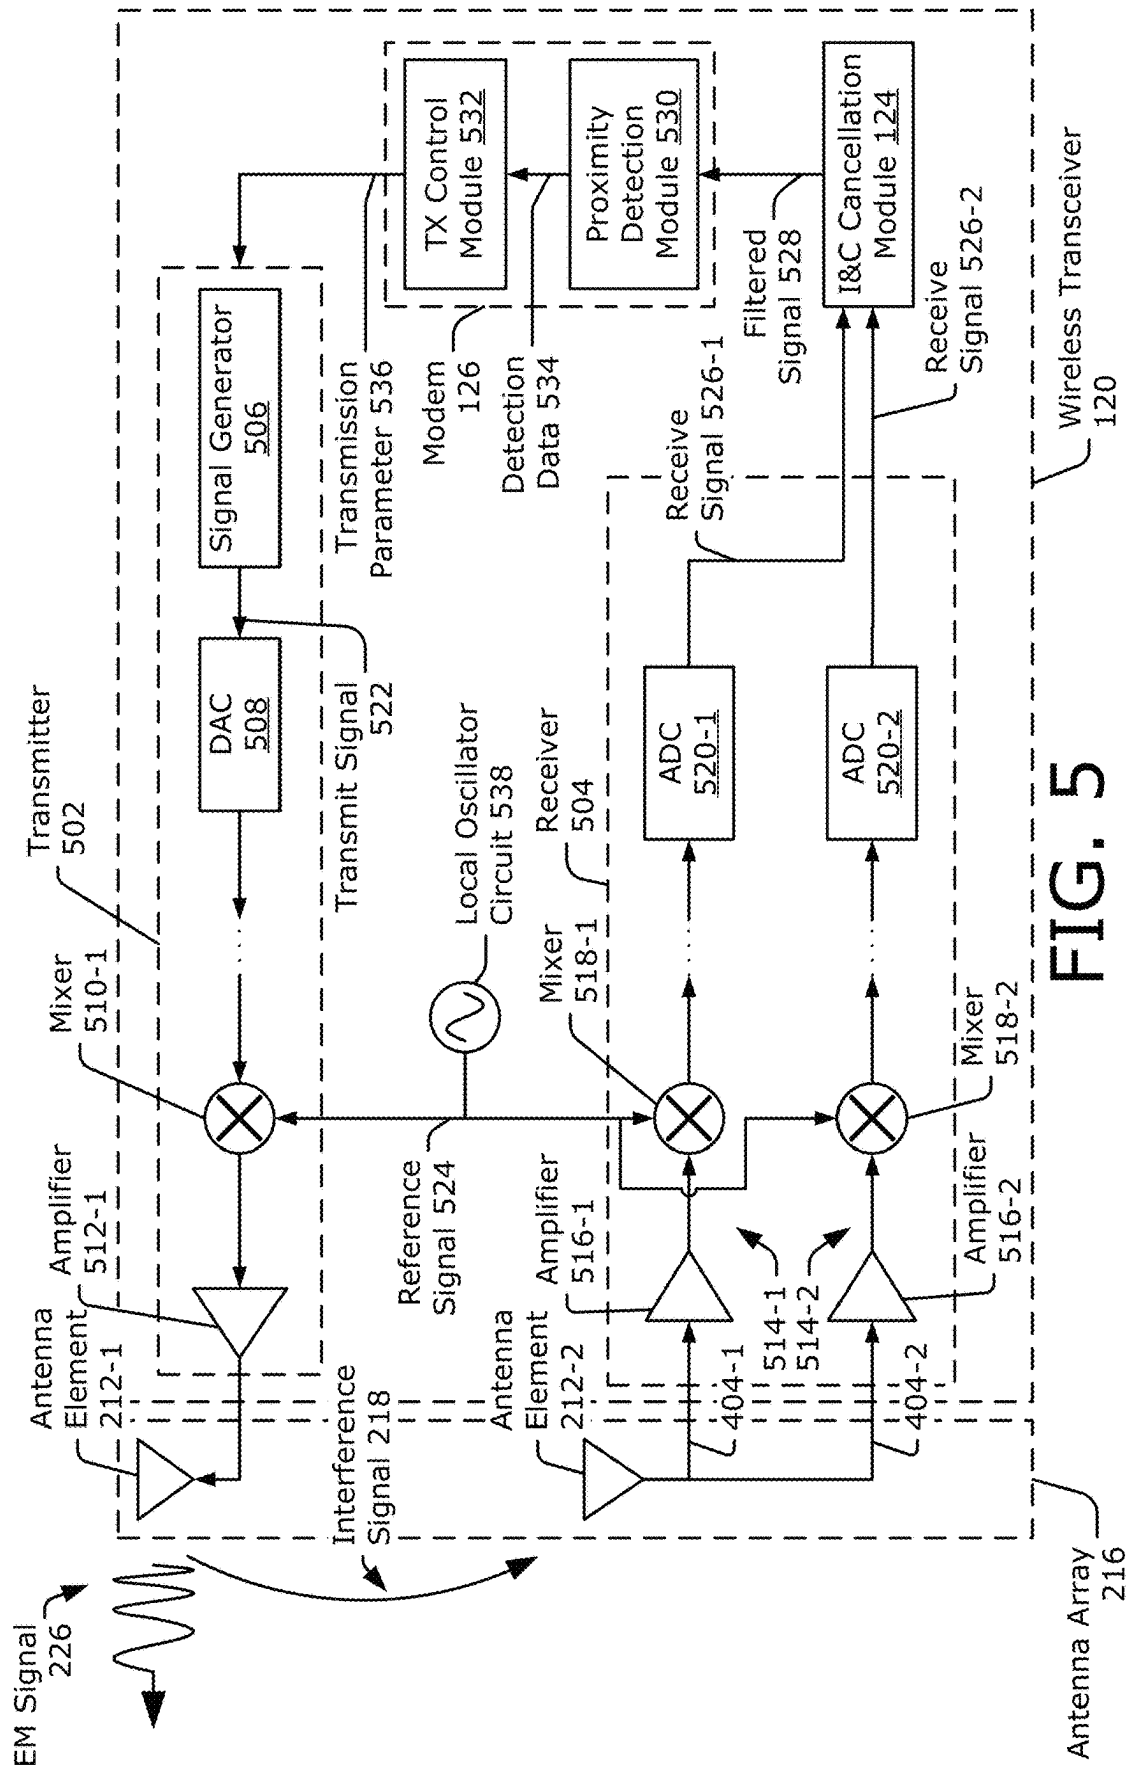 EM Signal
226
Antenna
Element
212-1
Amplifier
512-1
Mixer
510-1
Transmitter
502
DAC
508
Signal Generator
506
Transmit Signal
522
Transmission
Parameter 536
TX Control
Module 532
Modem
126
Detection
Data 534
Proximity
Detection
Module 530
Interference
Signal 218
Reference
Signal 524
Local Oscillator
Circuit 538
Antenna
Element
212-2
Amplifier
516-1
Mixer
518-1
Receiver
504
ADC
520-1
Receive
Signal 526-1
Filtered
Signal 528
I&C Cancellation
Module 124
404-1
514-1
514-2
404-2
Amplifier
516-2
Mixer
518-2
ADC
520-2
Receive
Signal 526-2
Antenna Array
216
Wireless Transceiver
120
FIG. 5